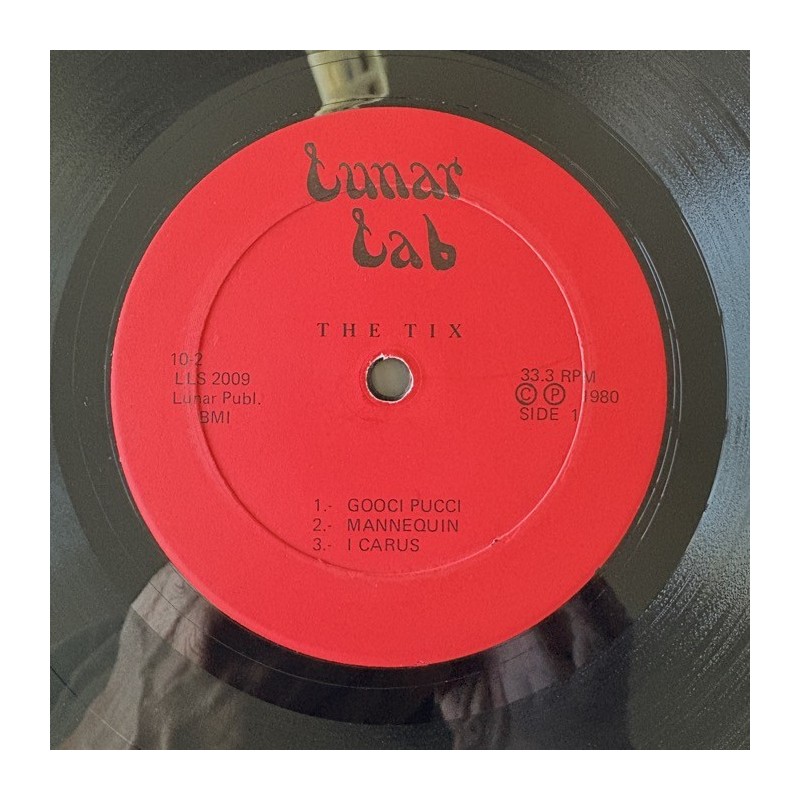 Lunar
Lab
THE TIX
10-2
LLS 2009
Lunar Publ.
BMI
33.3 RPM
Ⓒ Ⓟ 1980
SIDE 1
1.- GOOCI PUCCI
2.- MANNEQUIN
3.- I CARUS